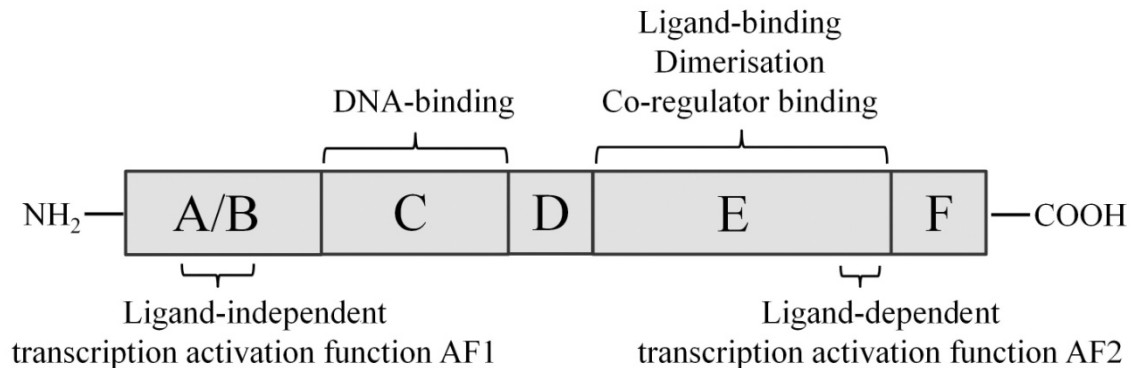 Ligand-binding
Dimerisation
Co-regulator binding
DNA-binding
NH₂
A/B
C
D
E
F
COOH
Ligand-independent
transcription activation function AF1
Ligand-dependent
transcription activation function AF2